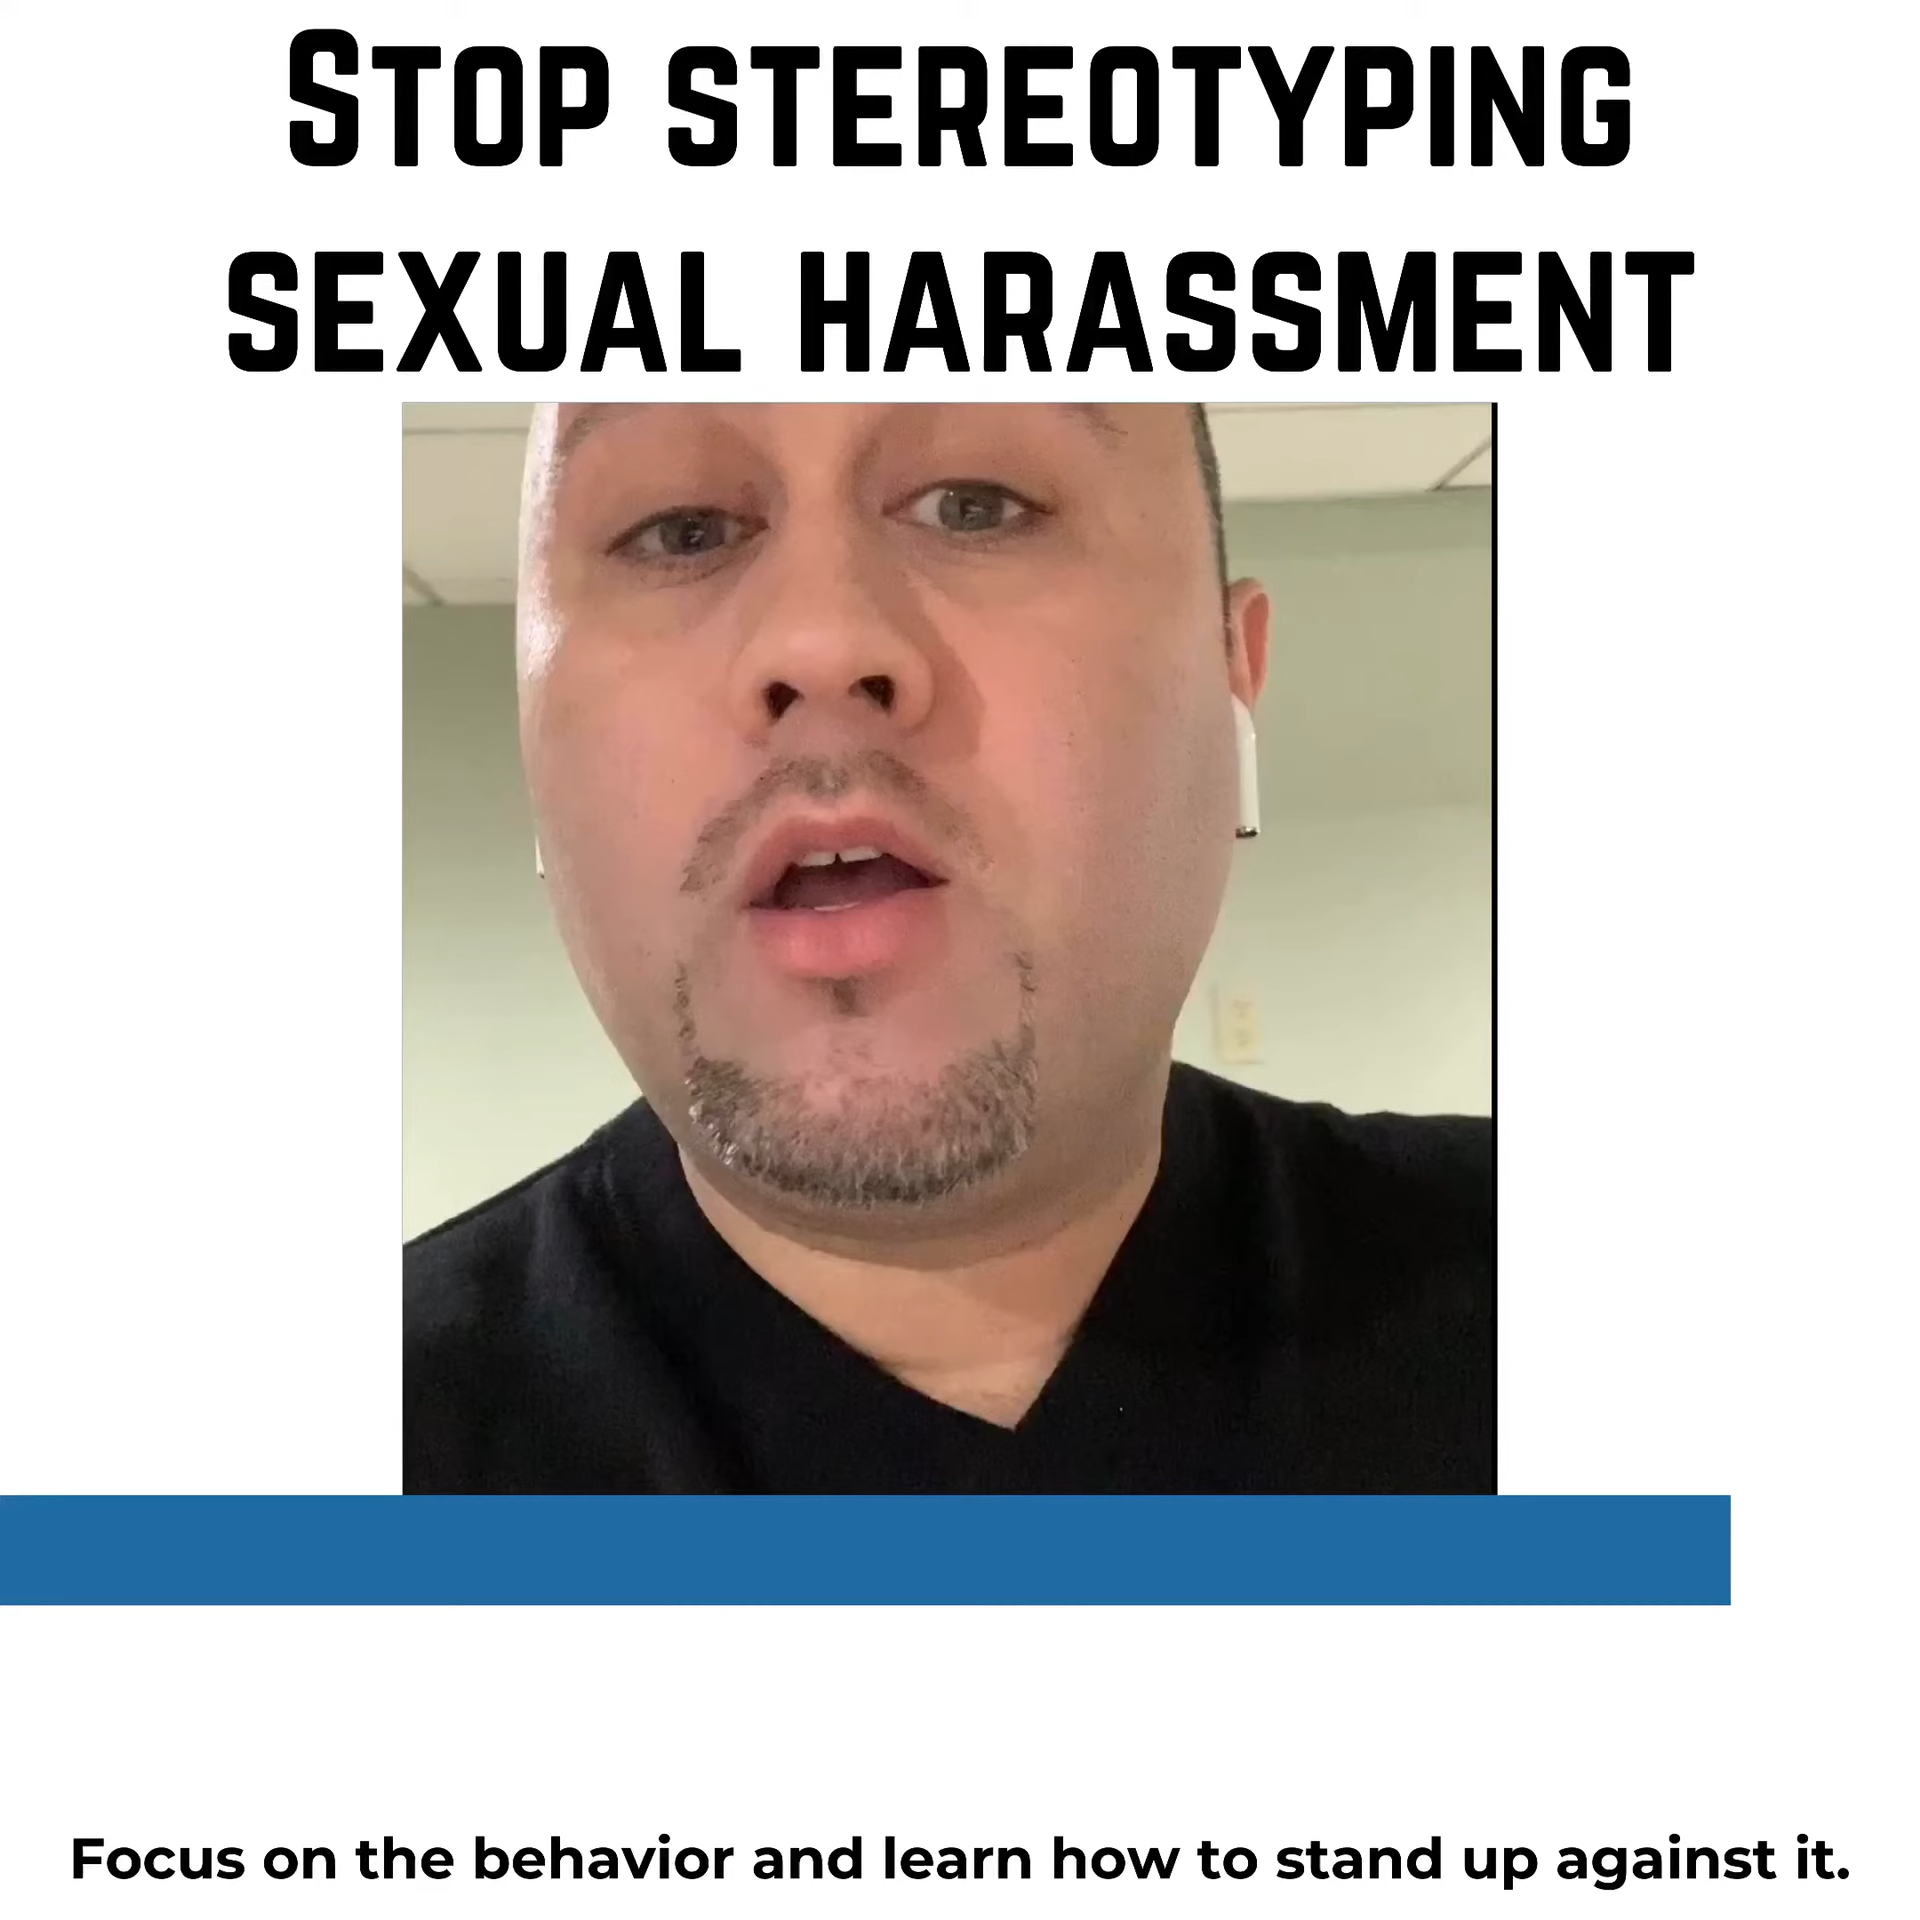 Stop stereotyping
sexual harassment
Focus on the behavior and learn how to stand up against it.